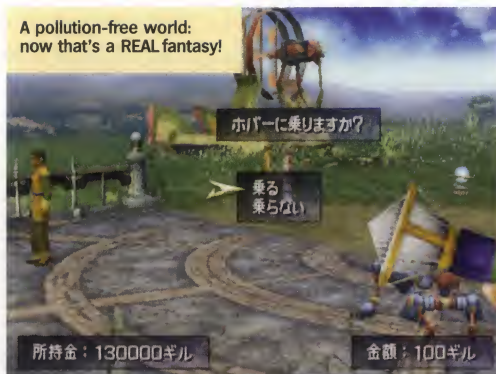 A pollution-free world:
now that's a REAL fantasy!
ホバーに乗りますか?
乗る
乗らない
所持金：130000ギル
金額：100ギル